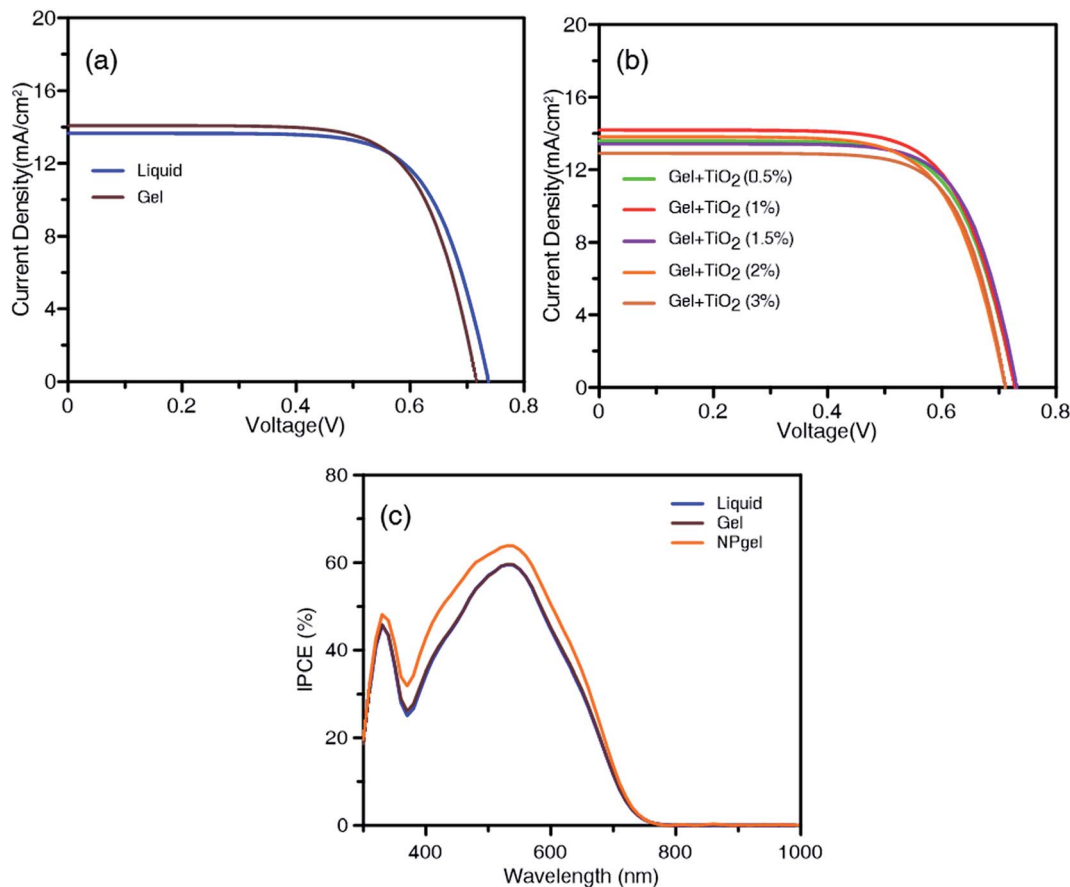 (a)
Current Density(mA/cm²)
20
16
12
8
4
0
Liquid
Gel
0 0.2 0.4 0.6 0.8
Voltage(V)
(b)
Current Density(mA/cm²)
20
16
12
8
4
0
Gel+TiO₂ (0.5%)
Gel+TiO₂ (1%)
Gel+TiO₂ (1.5%)
Gel+TiO₂ (2%)
Gel+TiO₂ (3%)
0 0.2 0.4 0.6 0.8
Voltage(V)
(c)
IPCE (%)
80
60
40
20
0
Liquid
Gel
NPgel
400 600 800 1000
Wavelength (nm)